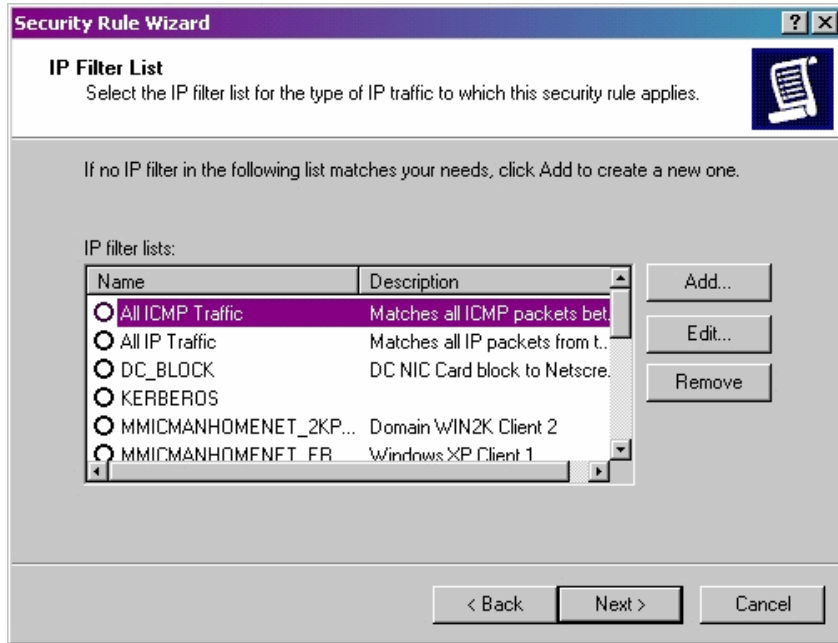 Security Rule Wizard
IP Filter List
Select the IP filter list for the type of IP traffic to which this security rule applies.
If no IP filter in the following list matches your needs, click Add to create a new one.
IP filter lists:
Name Description
All ICMP Traffic Matches all ICMP packets bet..
All IP Traffic Matches all IP packets from t..
DC_BLOCK DC NIC Card block to Netscre.
KERBEROS
MMICMANHOMENET_2KP... Domain WIN2K Client 2
MMICMANHOMENET_FR Windows XP Client 1
Add...
Edit...
Remove
< Back Next > Cancel